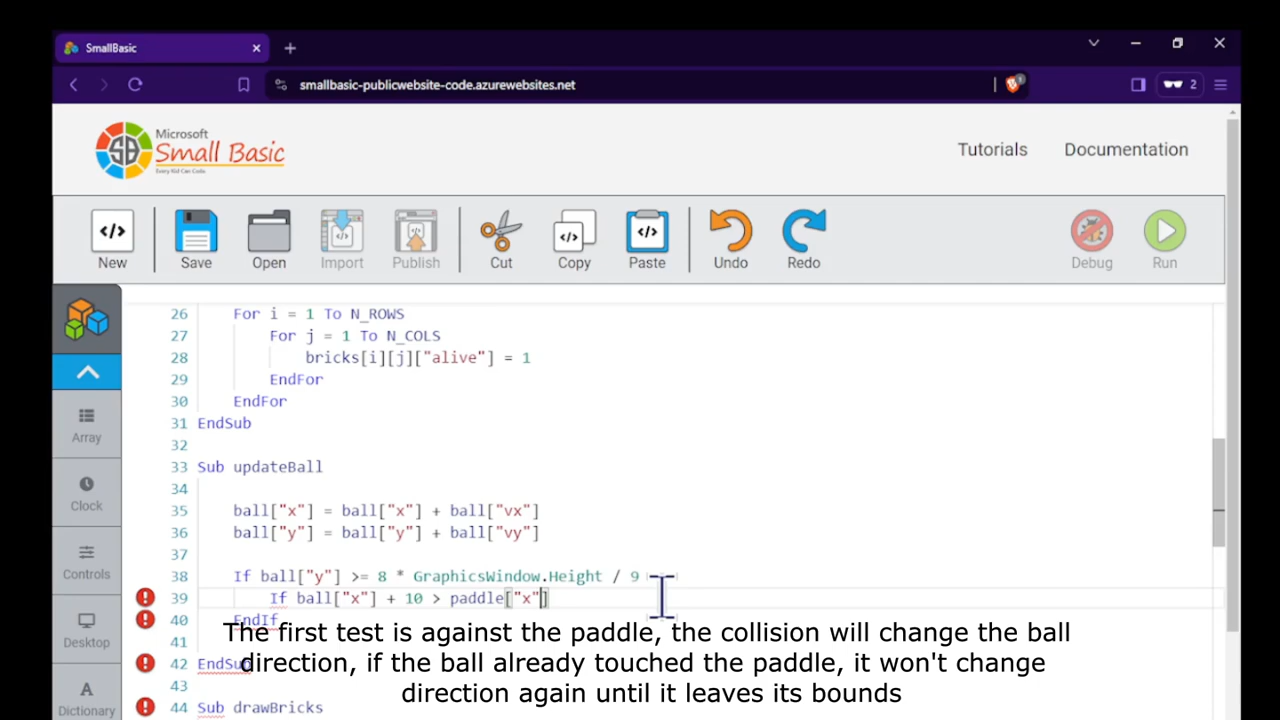 SmallBasic
smallbasic-publicwebsite-code.azurewebsites.net
2
Microsoft
Small Basic
Every Kid Can Code
Tutorials
Documentation
New
Save
Open
Import
Publish
Cut
Copy
Paste
Undo
Redo
Debug
Run
Array
Clock
Controls
Desktop
Dictionary
26 For i = 1 To N_ROWS
27 For j = 1 To N_COLS
28 bricks[i][j]["alive"] = 1
29 EndFor
30 EndFor
31 EndSub
32
33 Sub updateBall
34
35 ball["x"] = ball["x"] + ball["vx"]
36 ball["y"] = ball["y"] + ball["vy"]
37
38 If ball["y"] >= 8 * GraphicsWindow.Height / 9
39 If ball["x"] + 10 > paddle["x"]
40 EndIf
41
42 EndSub
43
44 Sub drawBricks
The first test is against the paddle, the collision will change the ball
direction, if the ball already touched the paddle, it won't change
direction again until it leaves its bounds